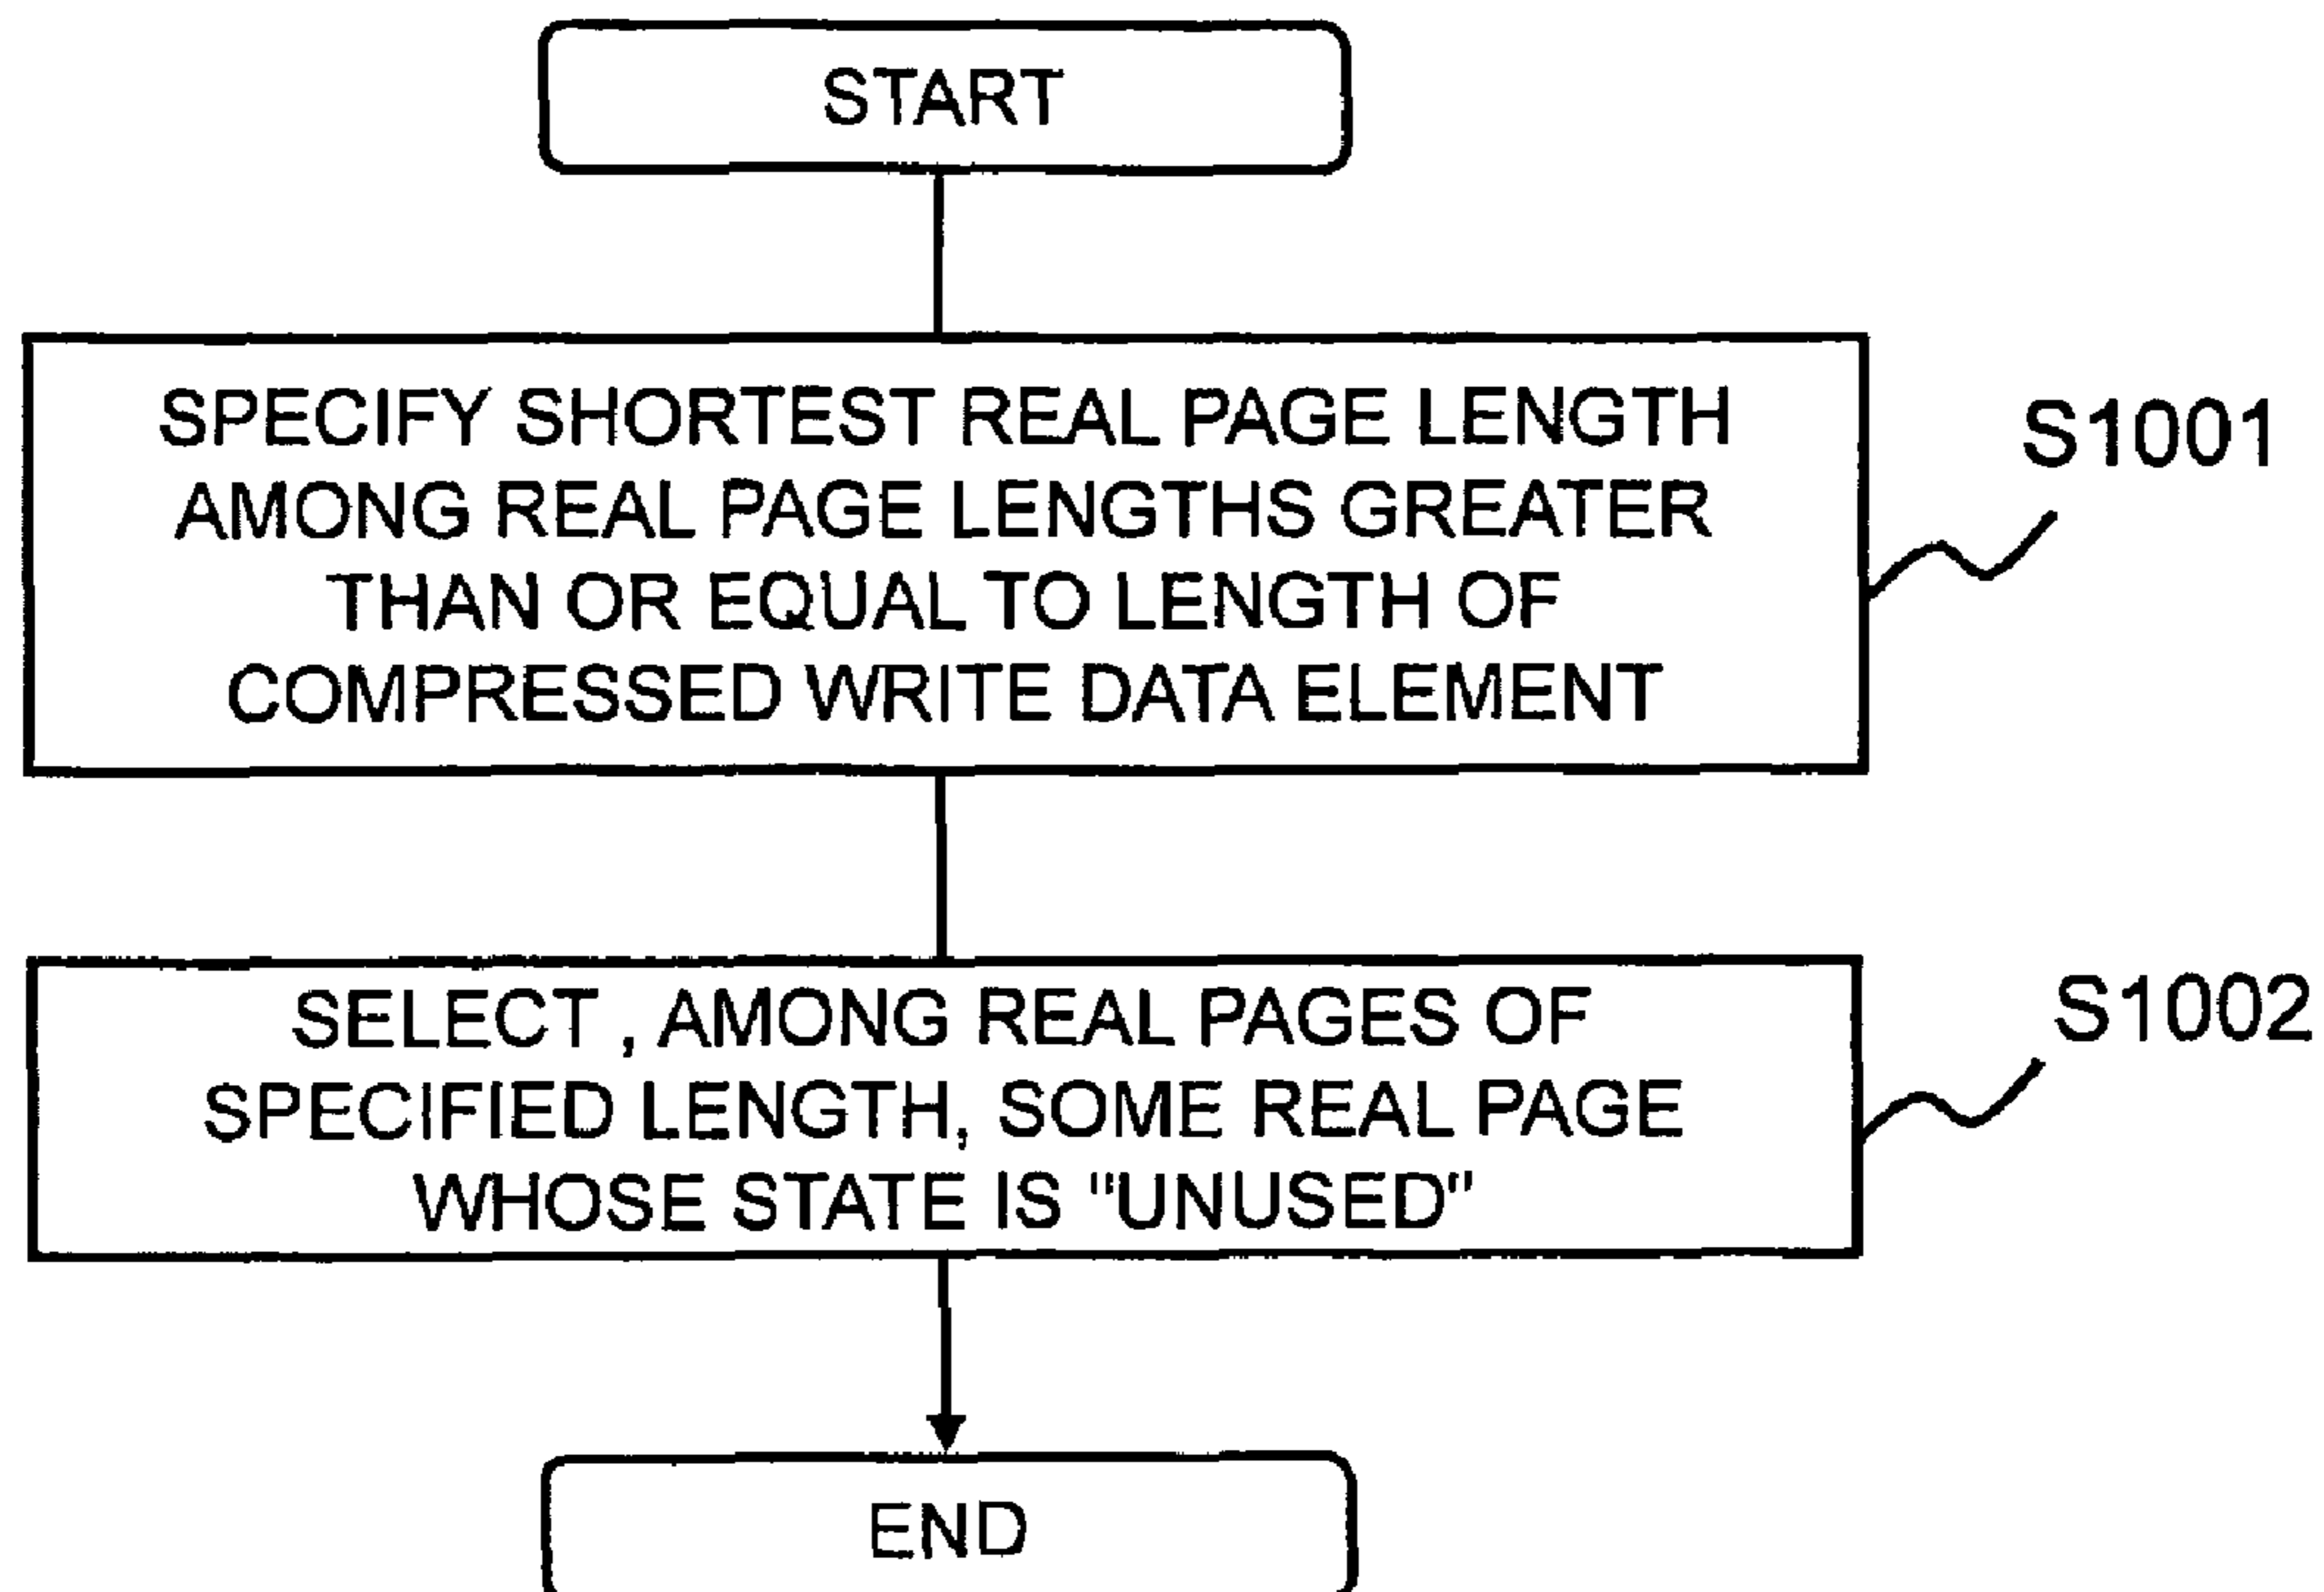 START
SPECIFY SHORTEST REAL PAGE LENGTH
AMONG REAL PAGE LENGTHS GREATER
THAN OR EQUAL TO LENGTH OF
COMPRESSED WRITE DATA ELEMENT
S1001
SELECT , AMONG REAL PAGES OF
SPECIFIED LENGTH, SOME REAL PAGE
WHOSE STATE IS "UNUSED"
S1002
END